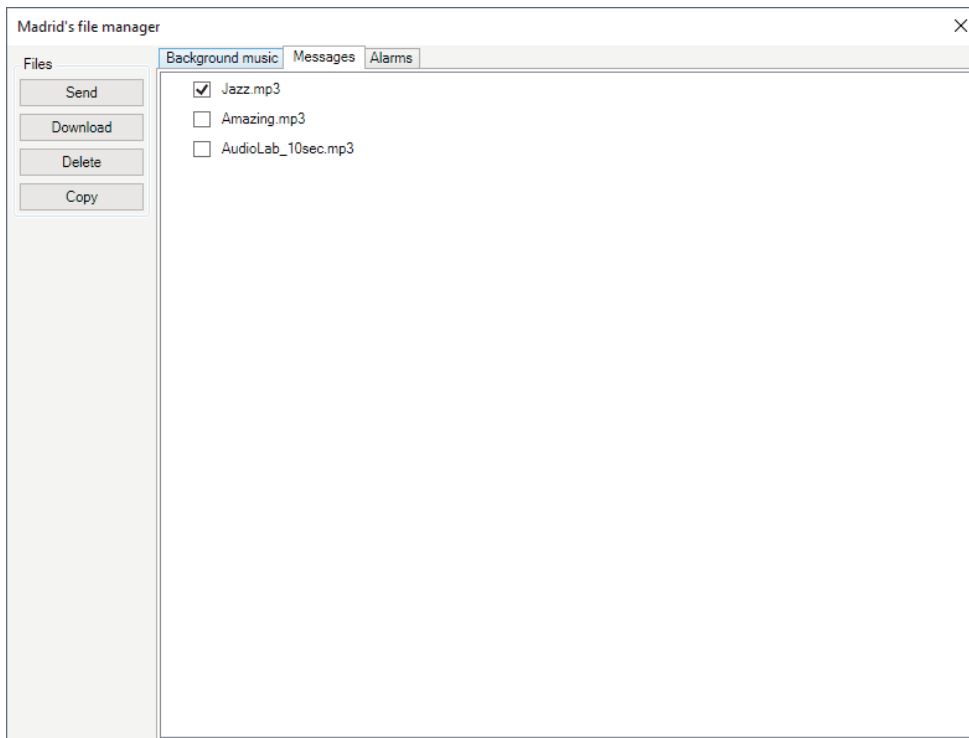 Madrid's file manager
Files
Send
Download
Delete
Copy
Background music Messages Alarms
Jazz.mp3
Amazing.mp3
AudioLab_10sec.mp3